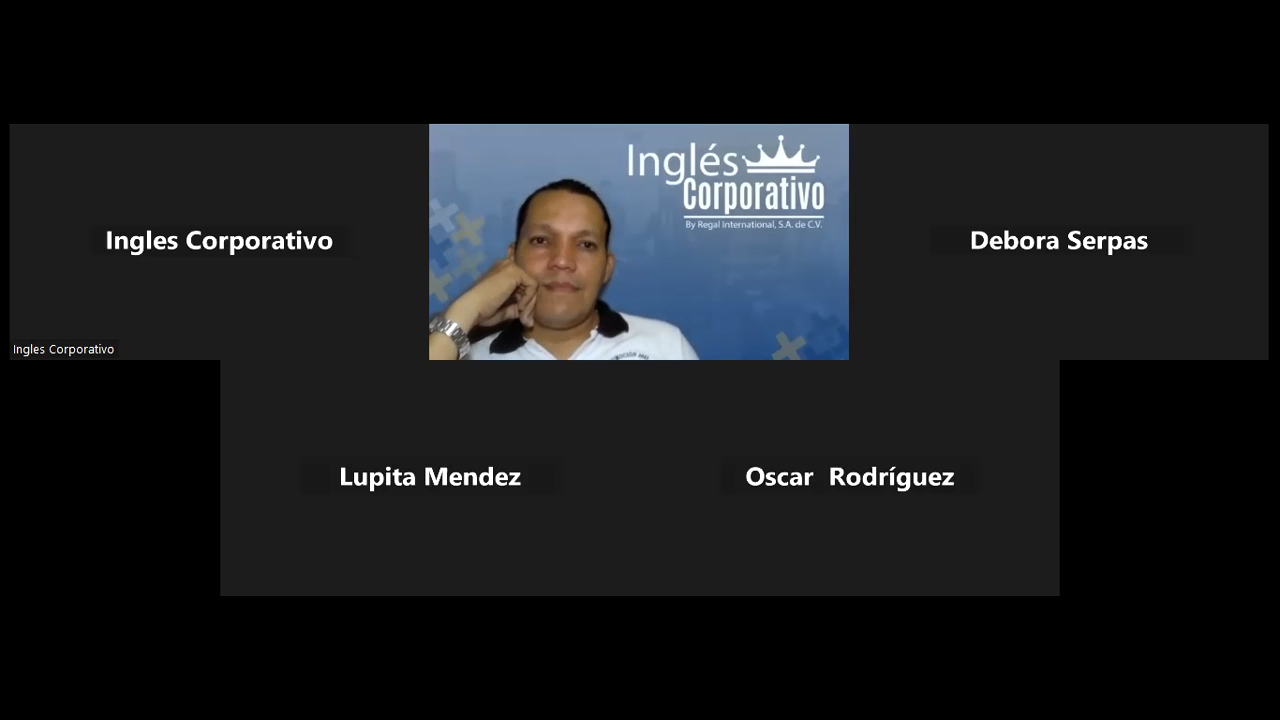 Ingles Corporativo
Ingles Corporativo
Inglés
Corporativo
By Regal International, S.A. de C.V.
Debora Serpas
Lupita Mendez
Oscar  Rodríguez